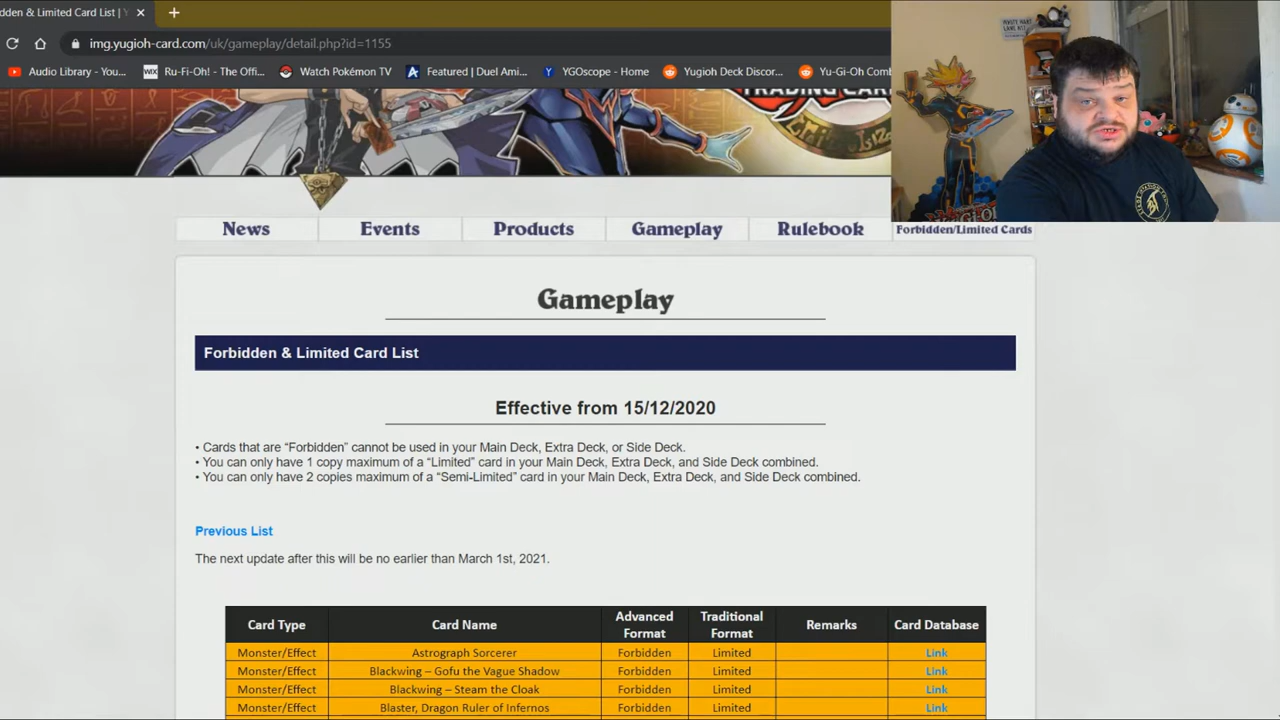 dden & Limited Card List | Y
img.yugioh-card.com/uk/gameplay/detail.php?id=1155
Audio Library - You...
WIX
Ru-Fi-Oh! - The Offi...
Watch Pokémon TV
Featured | Duel Ami...
YGOscope - Home
Yugioh Deck Discor...
Yu-Gi-Oh Comb
TRADING CAR
News
Events
Products
Gameplay
Rulebook
Forbidden/Limited Cards
Gameplay
Forbidden & Limited Card List
Effective from 15/12/2020
• Cards that are “Forbidden” cannot be used in your Main Deck, Extra Deck, or Side Deck.
• You can only have 1 copy maximum of a “Limited” card in your Main Deck, Extra Deck, and Side Deck combined.
• You can only have 2 copies maximum of a “Semi-Limited” card in your Main Deck, Extra Deck, and Side Deck combined.
Previous List
The next update after this will be no earlier than March 1st, 2021.
Card Type Card Name Advanced Format Traditional Format Remarks Card Database
Monster/Effect Astrograph Sorcerer Forbidden Limited Link
Monster/Effect Blackwing – Gofu the Vague Shadow Forbidden Limited Link
Monster/Effect Blackwing – Steam the Cloak Forbidden Limited Link
Monster/Effect Blaster, Dragon Ruler of Infernos Forbidden Limited Link